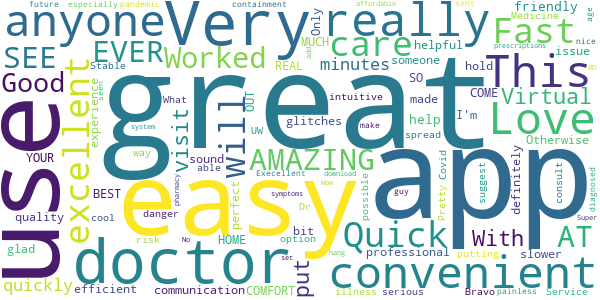 future especially pandemic containment affordable sent age
anyone Very really friendly
Only Medicine nice
SEE EVER Worked care Fast issue
Stable MUCH someone helpful prescriptions
Good REAL minutes hold This
What SO COME Virtual
YOUR experience seen OUT intuitive made
use excellent great app
system UW glitches make help I'm Love
BEST way visit Will spread Otherwise
quality sound able AMAZING Covid definitely suggest consult diagnosed
cool danger pharmacy easy perfect Execellent download possible Pretty
Wow guy Super
symptoms Dr
glad risk No HOME bit Quick With AT
quickly doctor option professional putting slower
efficient communication set put COMFORT hang convenient
illness serious Bravo painless Service
add
NO